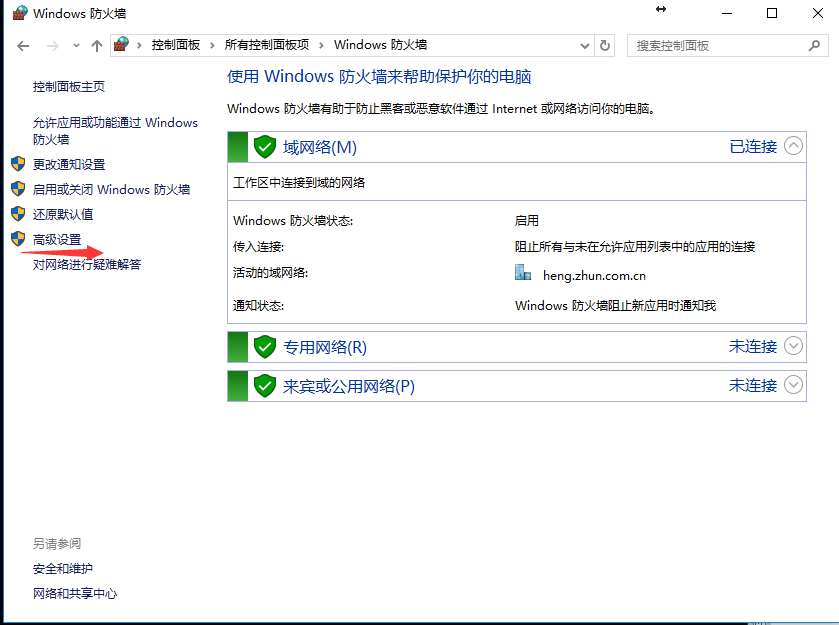 Windows 防火墙
控制面板 › 所有控制面板项 › Windows 防火墙
搜索控制面板
控制面板主页
允许应用或功能通过 Windows
防火墙
更改通知设置
启用或关闭 Windows 防火墙
还原默认值
高级设置
对网络进行疑难解答
使用 Windows 防火墙来帮助保护你的电脑
Windows 防火墙有助于防止黑客或恶意软件通过 Internet 或网络访问你的电脑。
域网络(M) 已连接
工作区中连接到域的网络
Windows 防火墙状态: 启用
传入连接: 阻止所有与未在允许应用列表中的应用的连接
活动的域网络: heng.zhun.com.cn
通知状态: Windows 防火墙阻止新应用时通知我
专用网络(R) 未连接
来宾或公用网络(P) 未连接
另请参阅
安全和维护
网络和共享中心